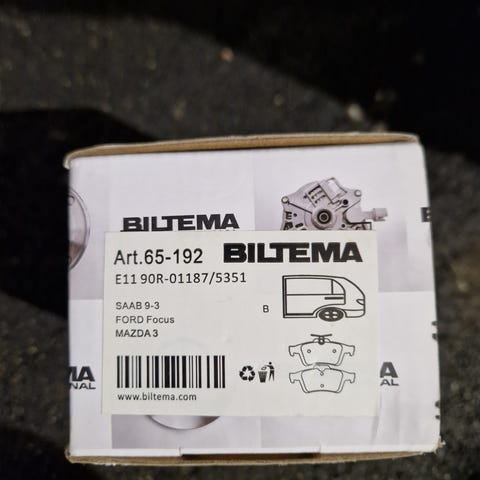 BILTEMA
Art.65-192 BILTEMA
E11 90R-01187/5351
SAAB 9-3
FORD Focus
MAZDA 3
B
www.biltema.com